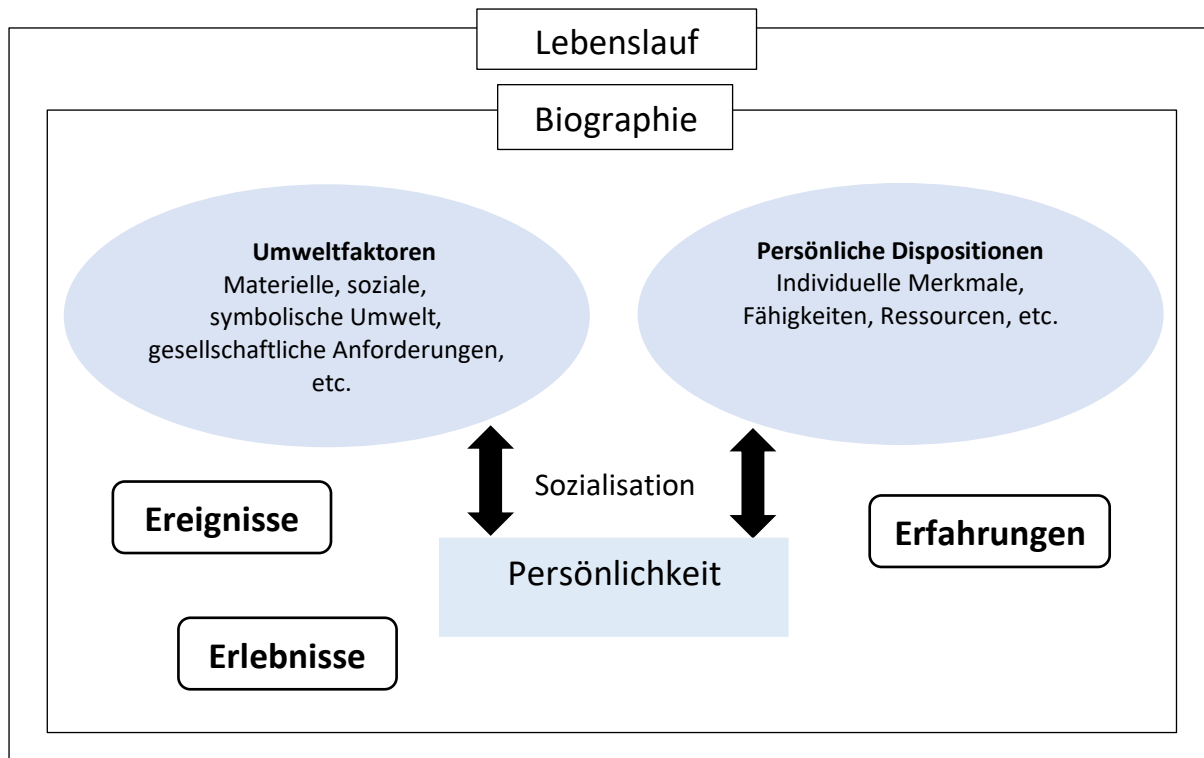 Lebenslauf
Biographie
Umweltfaktoren
Materielle, soziale,
symbolische Umwelt,
gesellschaftliche Anforderungen,
etc.
Persönliche Dispositionen
Individuelle Merkmale,
Fähigkeiten, Ressourcen, etc.
Sozialisation
Ereignisse
Erfahrungen
Persönlichkeit
Erlebnisse